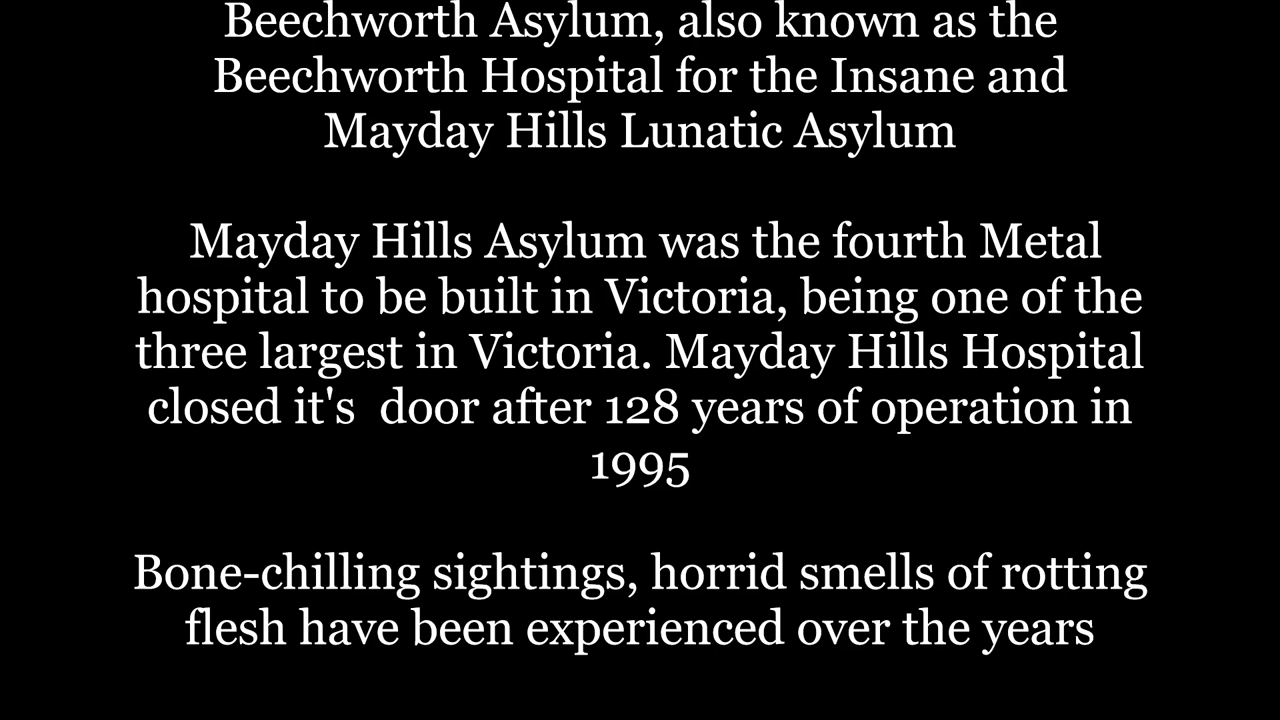 Beechworth Asylum, also known as the
Beechworth Hospital for the Insane and
Mayday Hills Lunatic Asylum
Mayday Hills Asylum was the fourth Metal
hospital to be built in Victoria, being one of the
three largest in Victoria. Mayday Hills Hospital
closed it's  door after 128 years of operation in
1995
Bone-chilling sightings, horrid smells of rotting
flesh have been experienced over the years